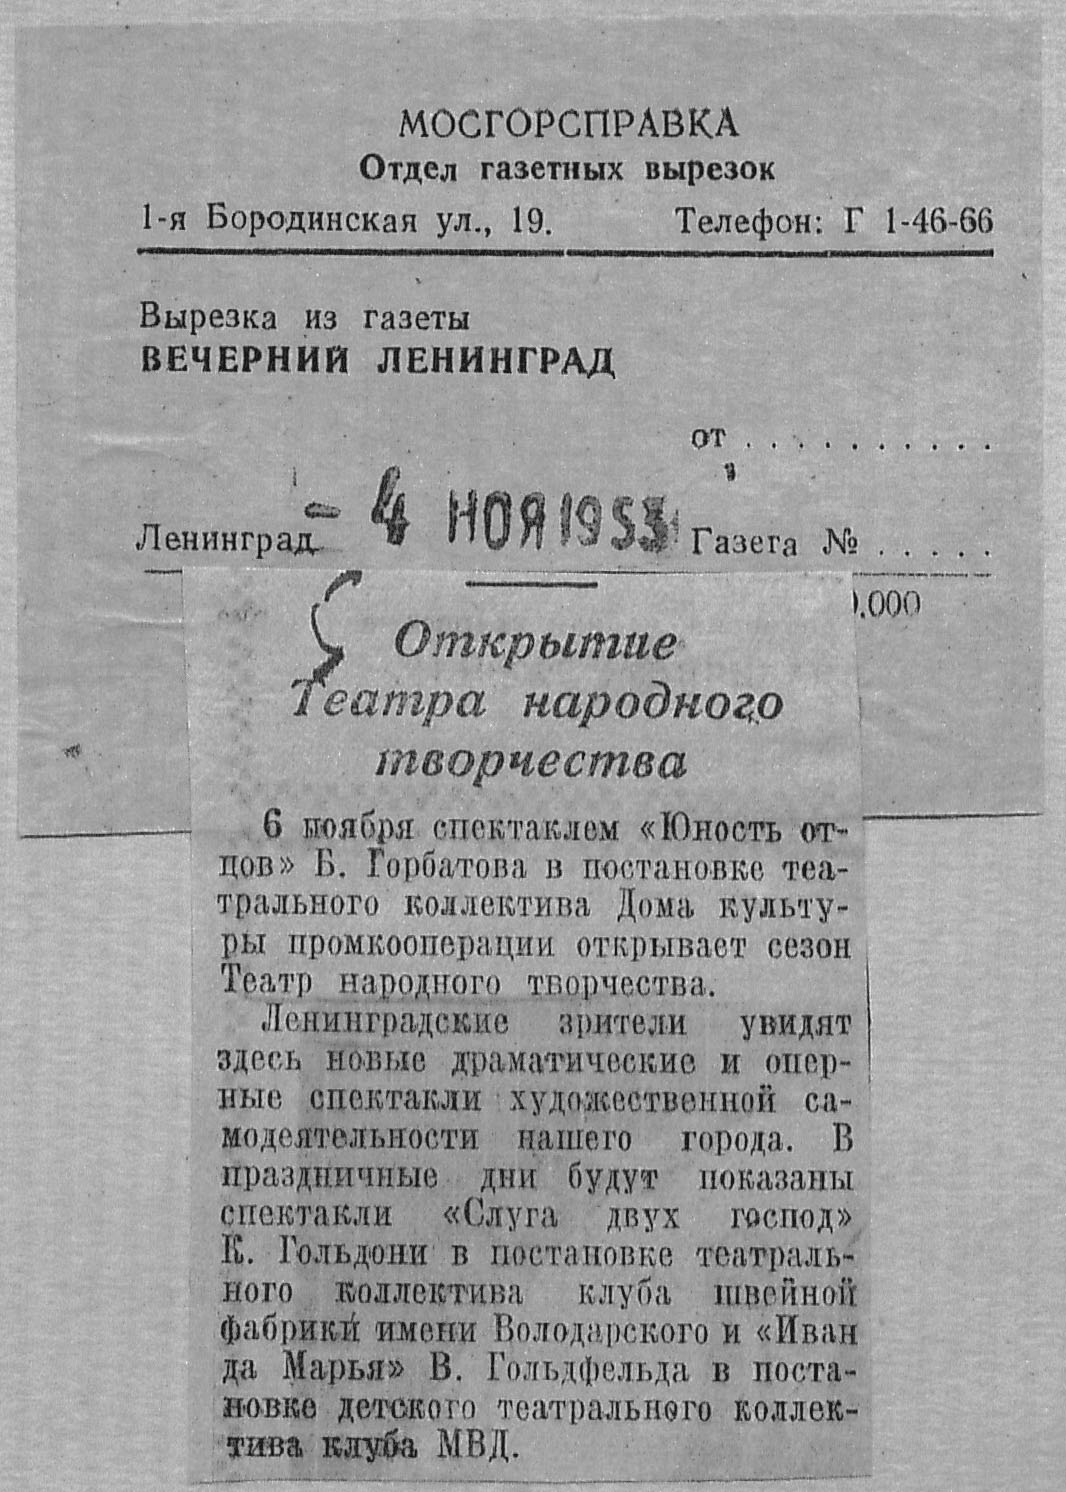 МОСГОРСПРАВКА
Отдел газетных вырезок
1-я Бородинская ул., 19. Телефон: Г 1-46-66
Вырезка из газеты
ВЕЧЕРНИЙ ЛЕНИНГРАД
от . . . . . . . . . .
Ленинград - 4 НОЯ 1953 Газета № . . . . .
0.000
Открытие
Театра народного
творчества
6 ноября спектаклем «Юность от-
цов» Б. Горбатова в постановке теа-
трального коллектива Дома культу-
ры промкооперации открывает сезон
Театр народного творчества.
Ленинградские зрители увидят
здесь новые драматические и опер-
ные спектакли художественной са-
модеятельности нашего города. В
праздничные дни будут показаны
спектакли «Слуга двух господ»
К. Гольдони в постановке театраль-
ного коллектива клуба швейной
фабрики имени Володарского и «Иван
да Марья» В. Гольдфельда в поста-
новке детского театрального коллек-
тива клуба МВД.